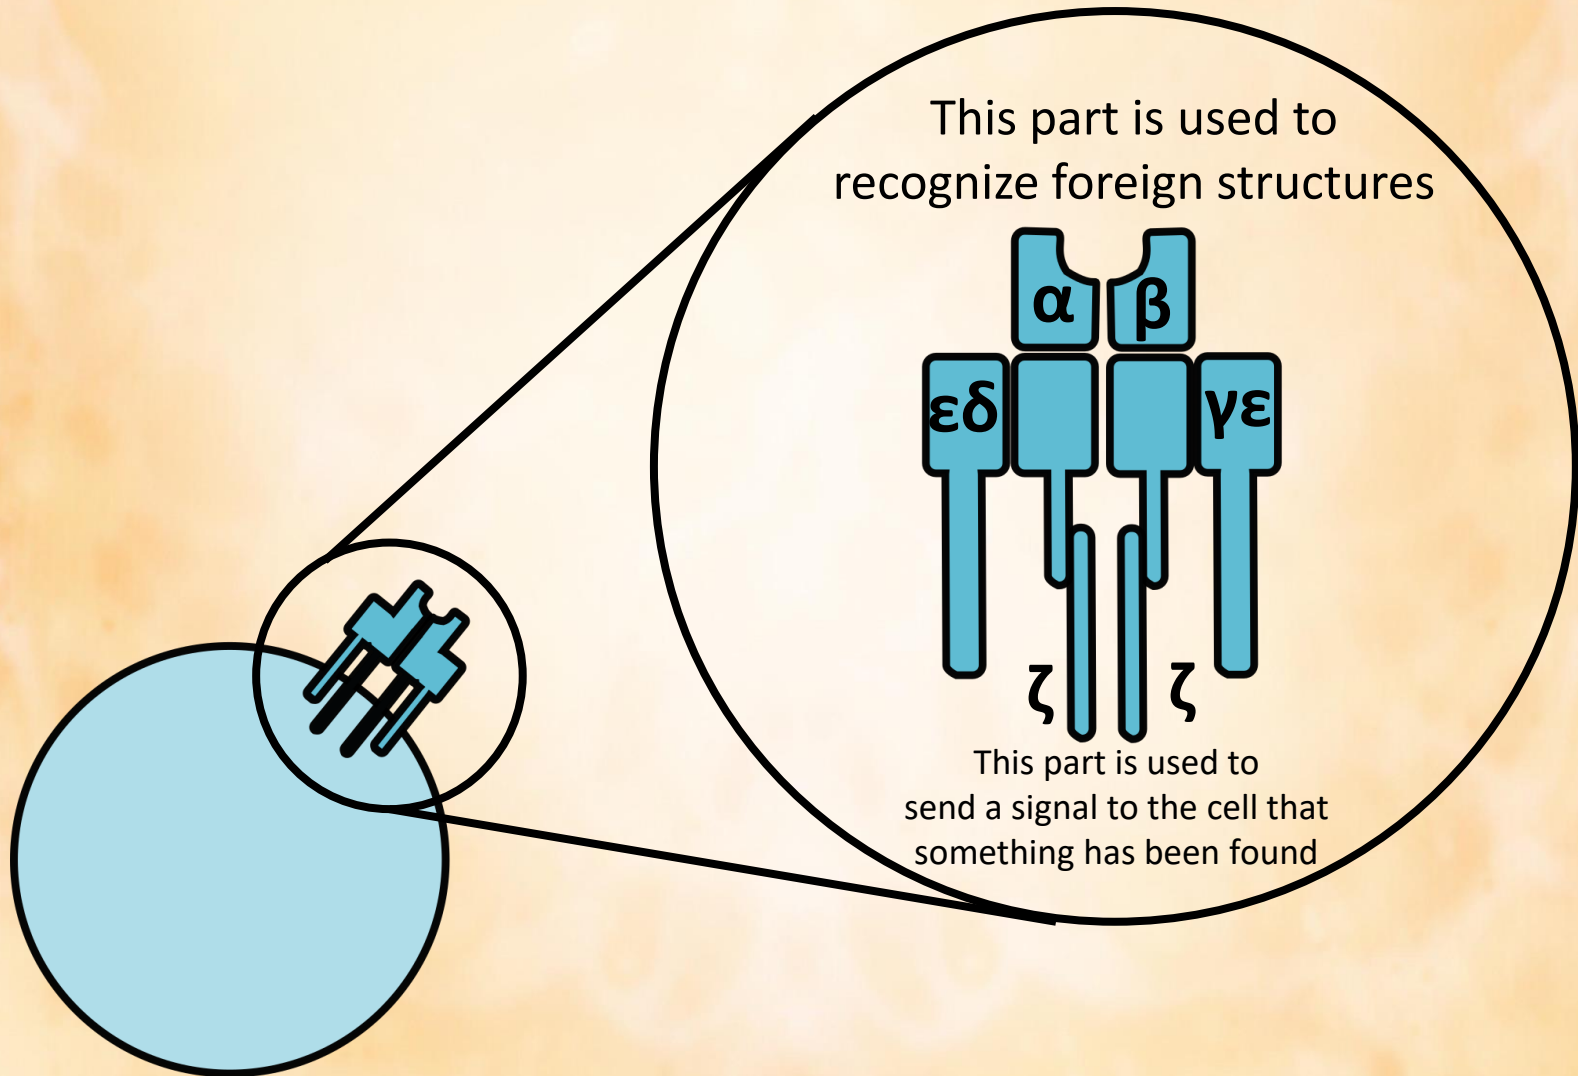 This part is used to
recognize foreign structures
α β
εδ γε
ζ ζ
This part is used to
send a signal to the cell that
something has been found